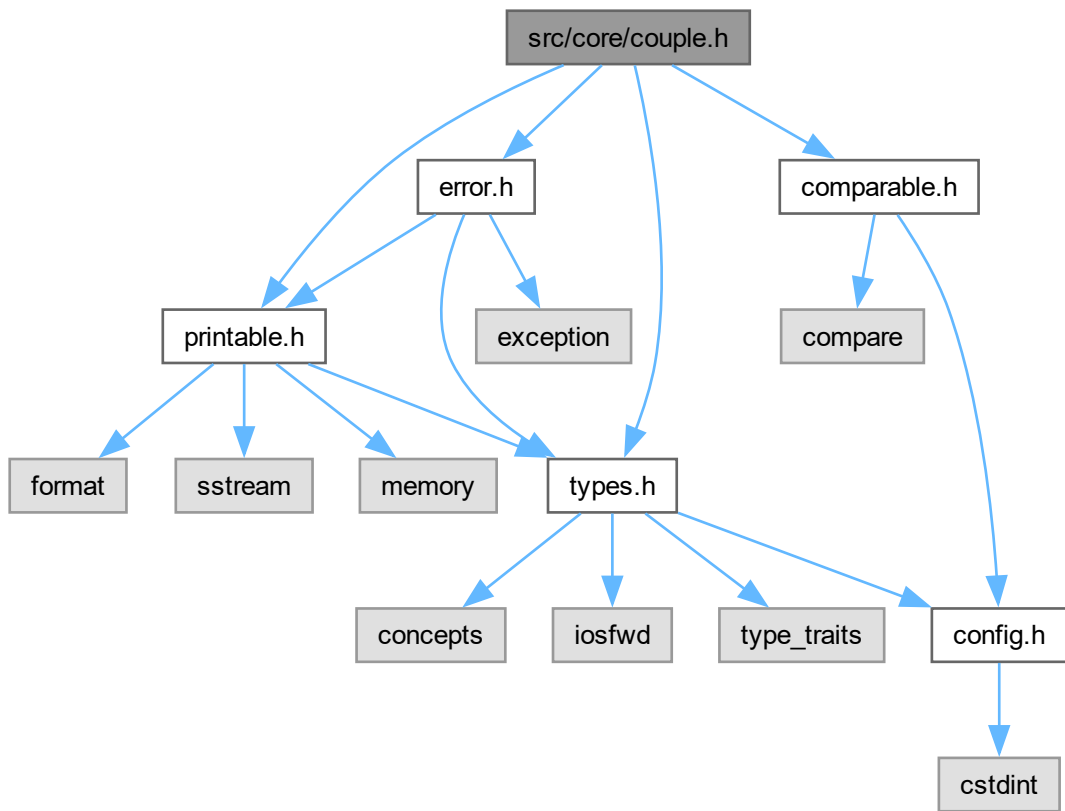 src/core/couple.h
error.h
comparable.h
printable.h
exception
compare
format
sstream
memory
types.h
concepts
iosfwd
type_traits
config.h
cstdint